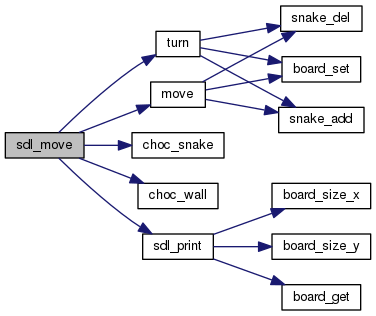 snake_del
turn
board_set
move
snake_add
sdl_move
choc_snake
choc_wall
board_size_x
sdl_print
board_size_y
board_get